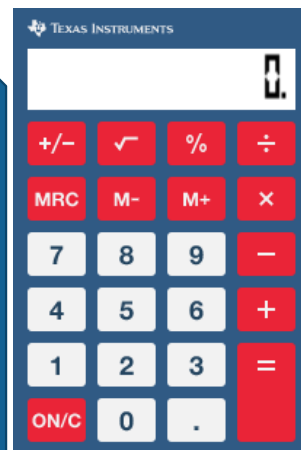 TEXAS INSTRUMENTS
0.
+/− √ % ÷
MRC M− M+ ×
7 8 9 −
4 5 6 +
1 2 3 =
ON/C 0 .